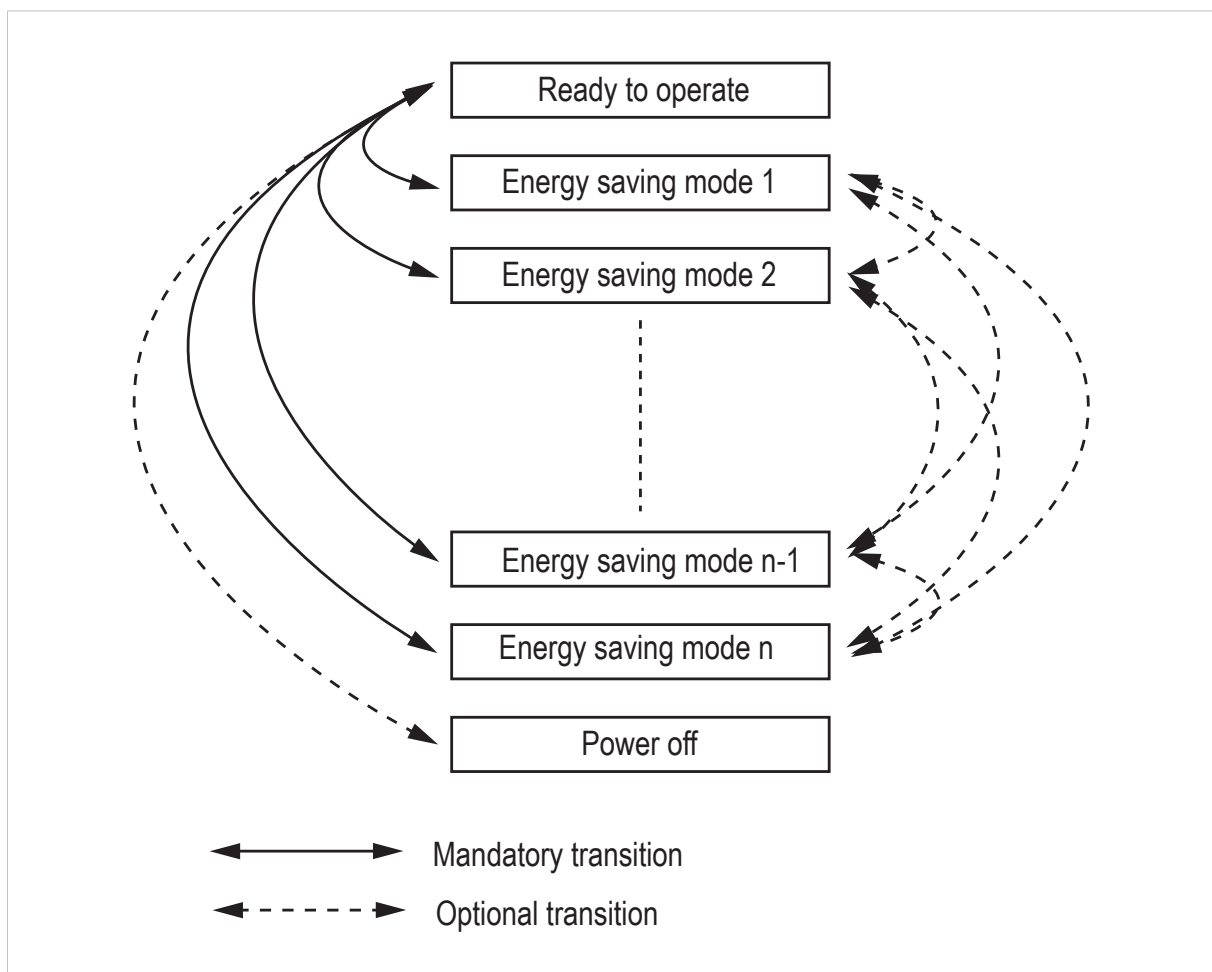 Ready to operate
Energy saving mode 1
Energy saving mode 2
Energy saving mode n-1
Energy saving mode n
Power off
Mandatory transition
Optional transition